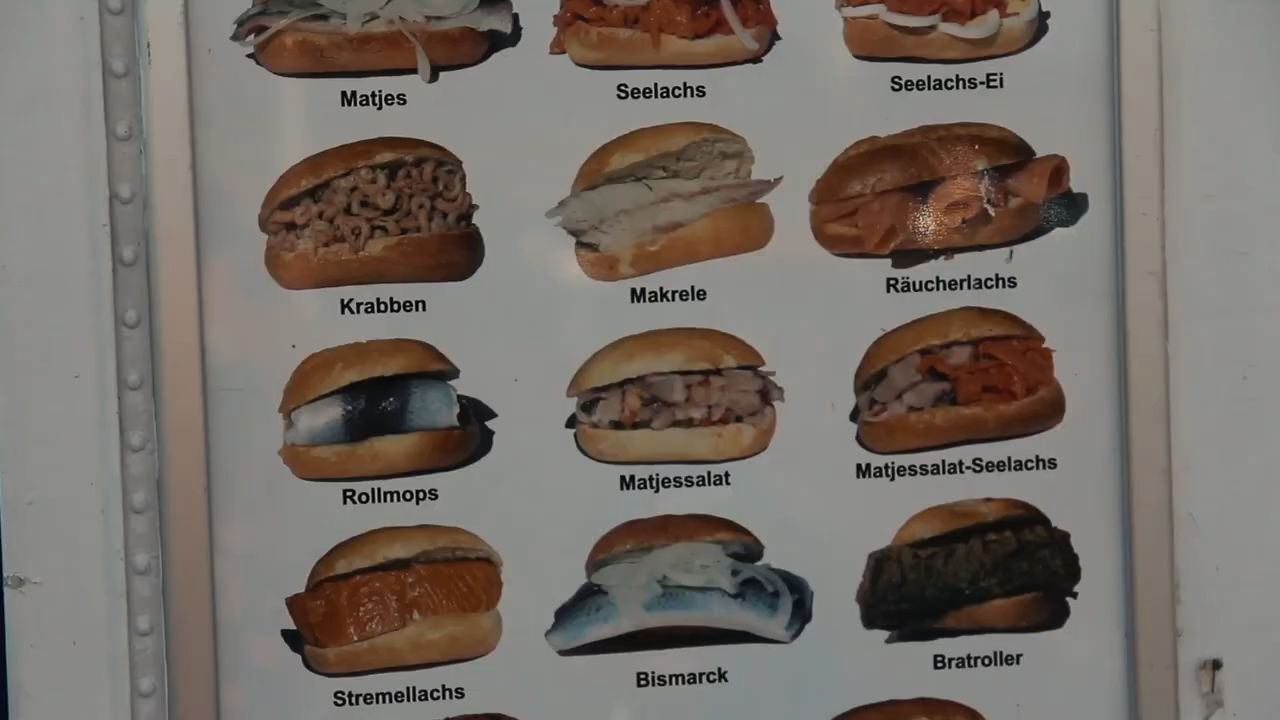 Matjes
Seelachs
Seelachs-Ei
Krabben
Makrele
Räucherlachs
Rollmops
Matjessalat
Matjessalat-Seelachs
Stremellachs
Bismarck
Bratroller